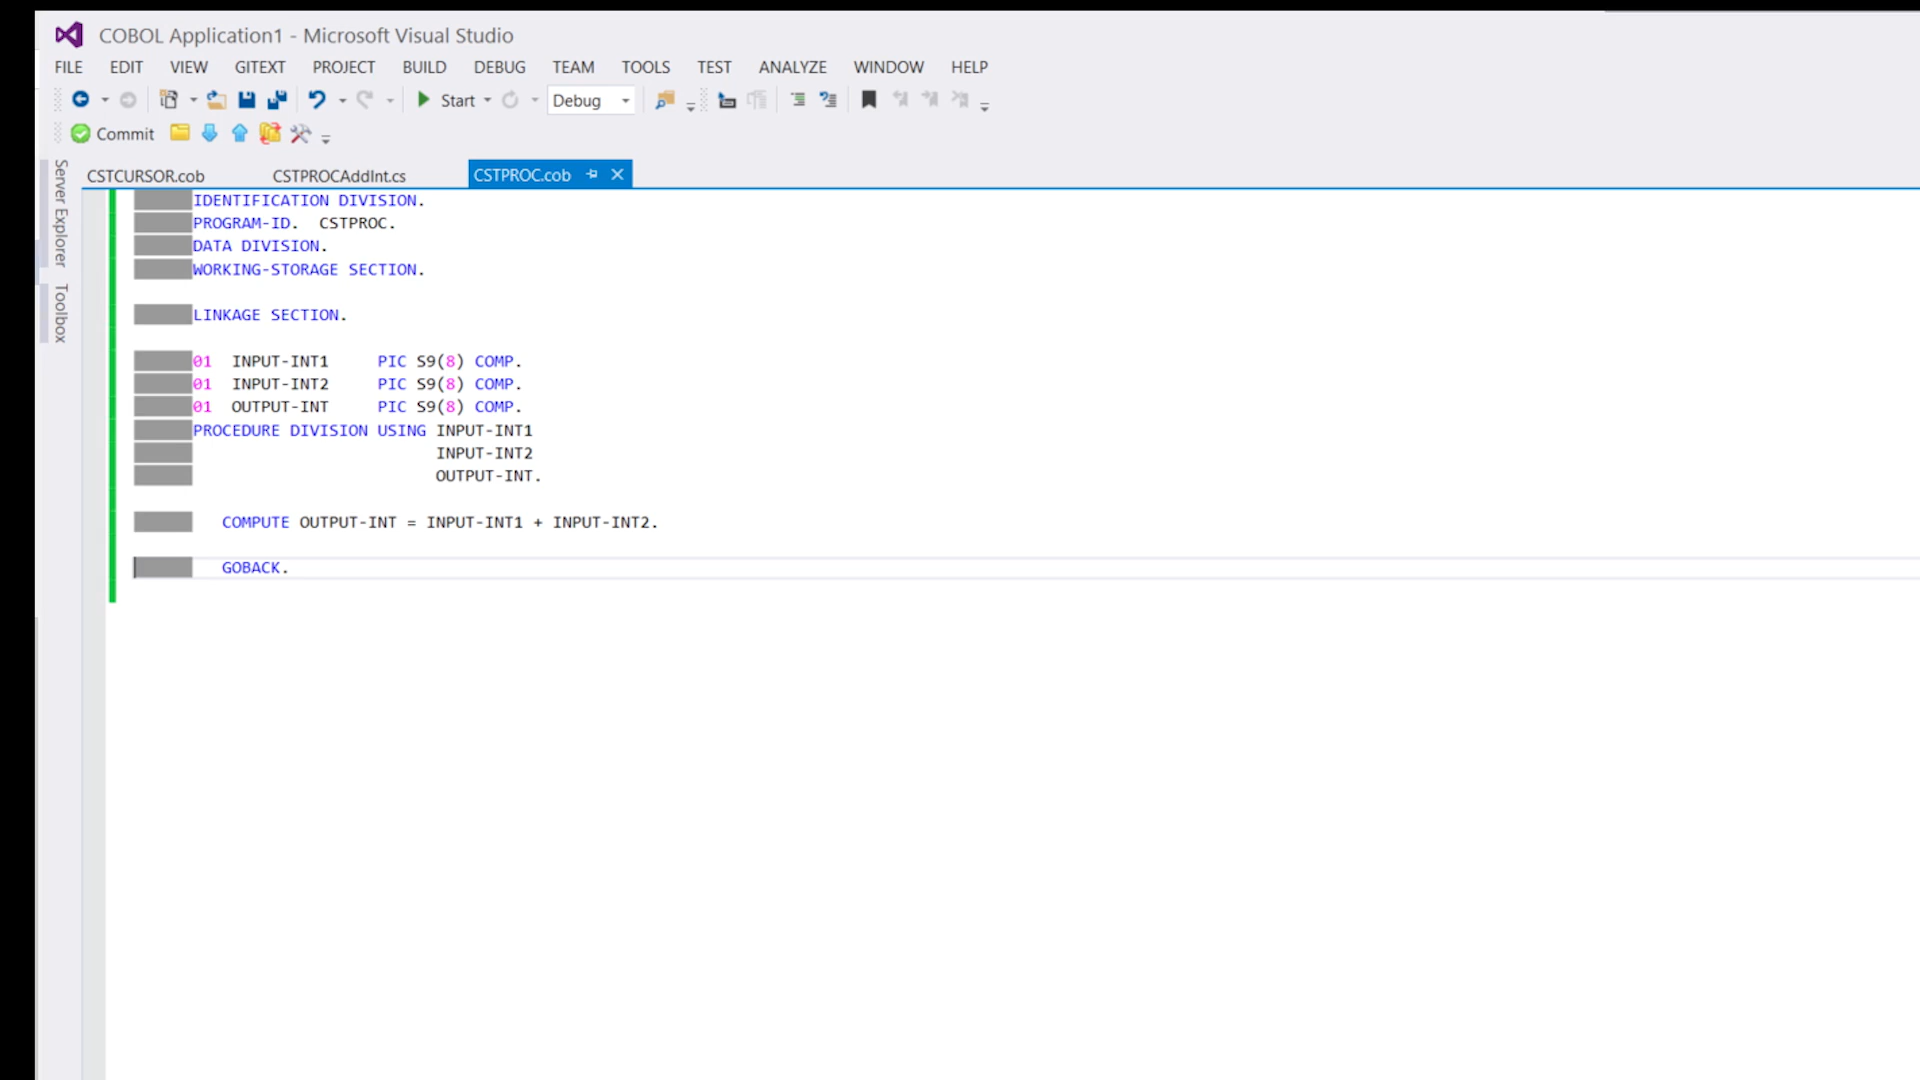 COBOL Application1 - Microsoft Visual Studio
FILE EDIT VIEW GITEXT PROJECT BUILD DEBUG TEAM TOOLS TEST ANALYZE WINDOW HELP
Start Debug
Commit
Server Explorer
Toolbox
CSTCURSOR.cob CSTPROCAddInt.cs CSTPROC.cob
IDENTIFICATION DIVISION.
PROGRAM-ID. CSTPROC.
DATA DIVISION.
WORKING-STORAGE SECTION.
LINKAGE SECTION.
01 INPUT-INT1 PIC S9(8) COMP.
01 INPUT-INT2 PIC S9(8) COMP.
01 OUTPUT-INT PIC S9(8) COMP.
PROCEDURE DIVISION USING INPUT-INT1
INPUT-INT2
OUTPUT-INT.
COMPUTE OUTPUT-INT = INPUT-INT1 + INPUT-INT2.
GOBACK.